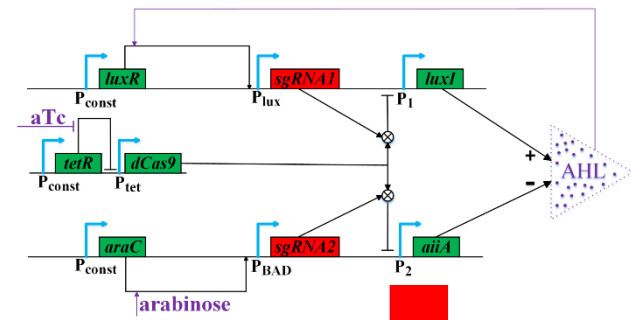 luxR sgRNA1 luxI
Pconst Plux P1
aTc
+
AHL
tetR dCas9
-
Pconst Ptet
araC sgRNA2 aiiA
Pconst PBAD P2
arabinose